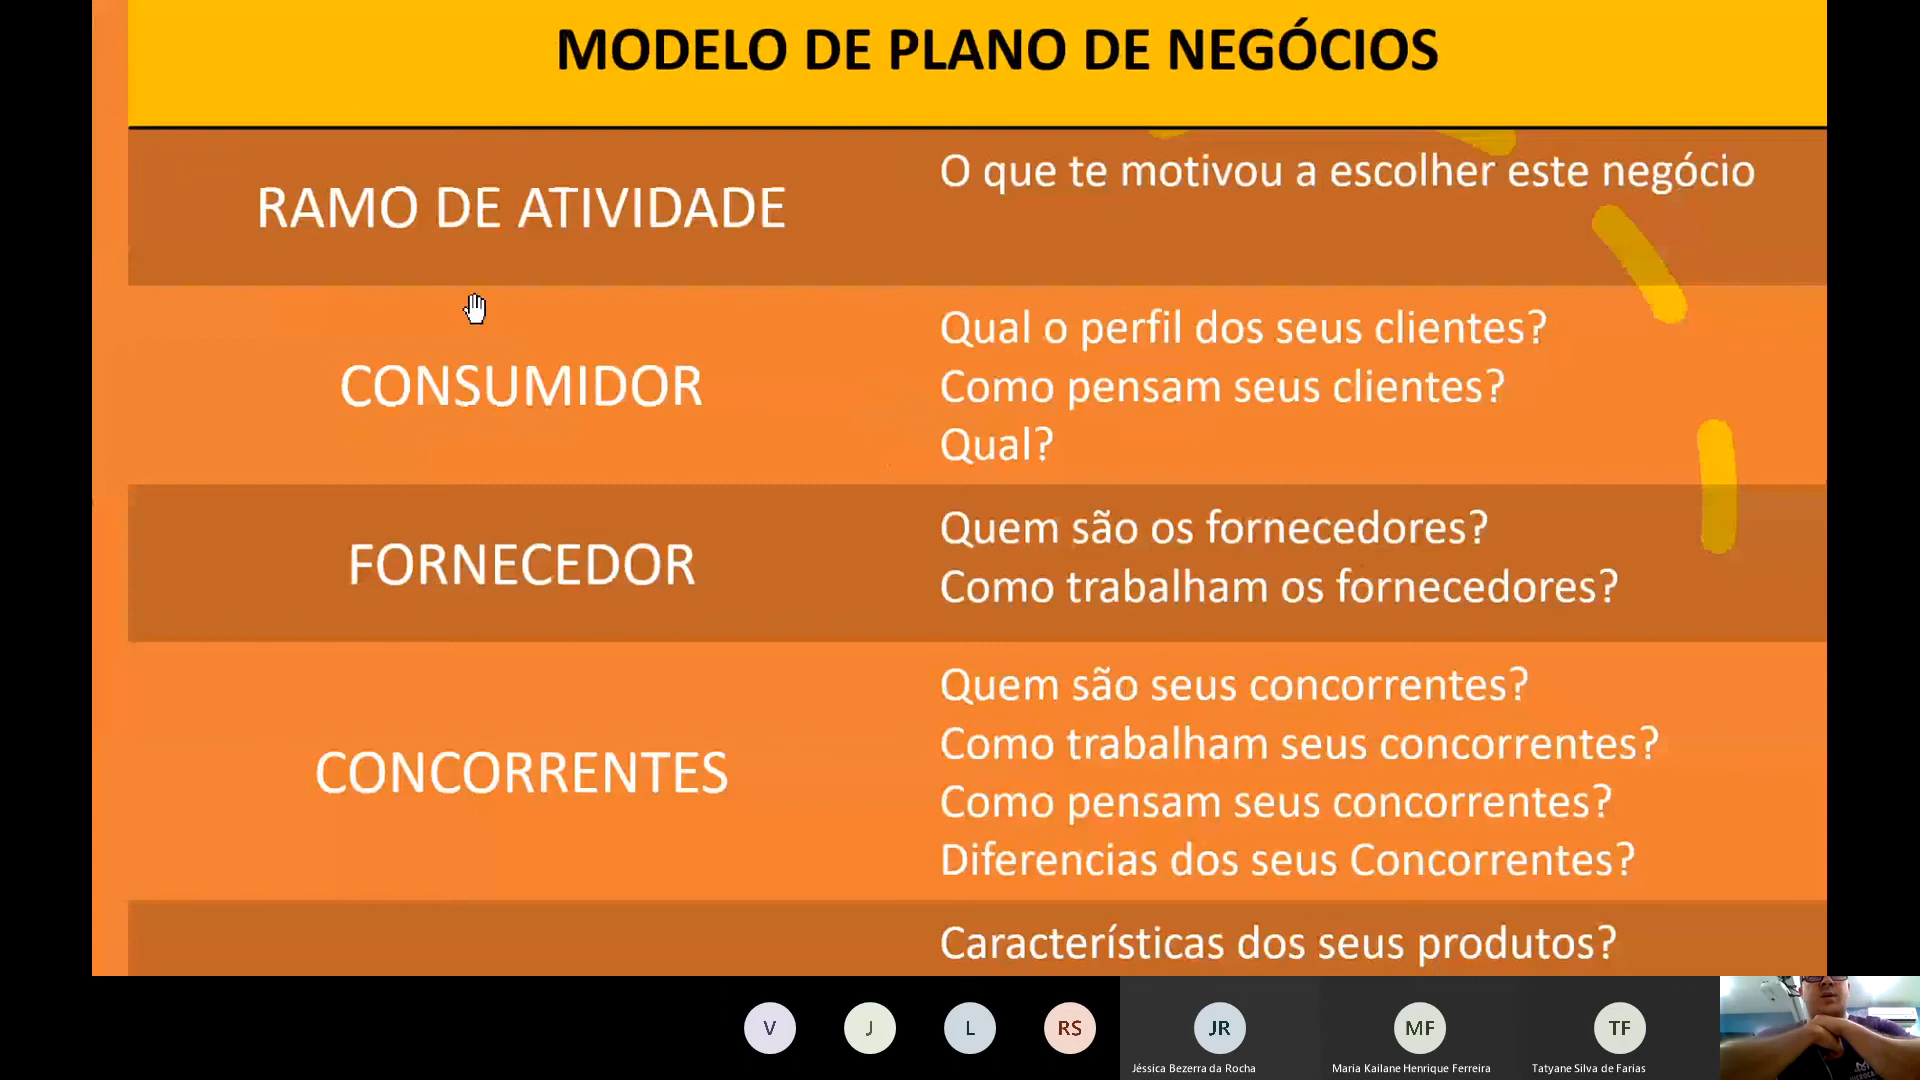 MODELO DE PLANO DE NEGÓCIOS
RAMO DE ATIVIDADE
O que te motivou a escolher este negócio
CONSUMIDOR
Qual o perfil dos seus clientes?
Como pensam seus clientes?
Qual?
FORNECEDOR
Quem são os fornecedores?
Como trabalham os fornecedores?
CONCORRENTES
Quem são seus concorrentes?
Como trabalham seus concorrentes?
Como pensam seus concorrentes?
Diferencias dos seus Concorrentes?
Características dos seus produtos?
V
J
L
RS
JR
MF
TF
Jéssica Bezerra da Rocha
Maria Kailane Henrique Ferreira
Tatyane Silva de Farias